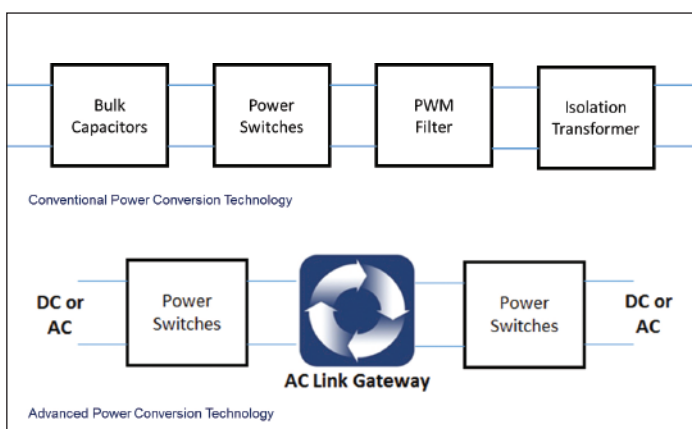 Bulk
Capacitors
Power
Switches
PWM
Filter
Isolation
Transformer
Conventional Power Conversion Technology
DC or
AC
Power
Switches
AC Link Gateway
Power
Switches
DC or
AC
Advanced Power Conversion Technology